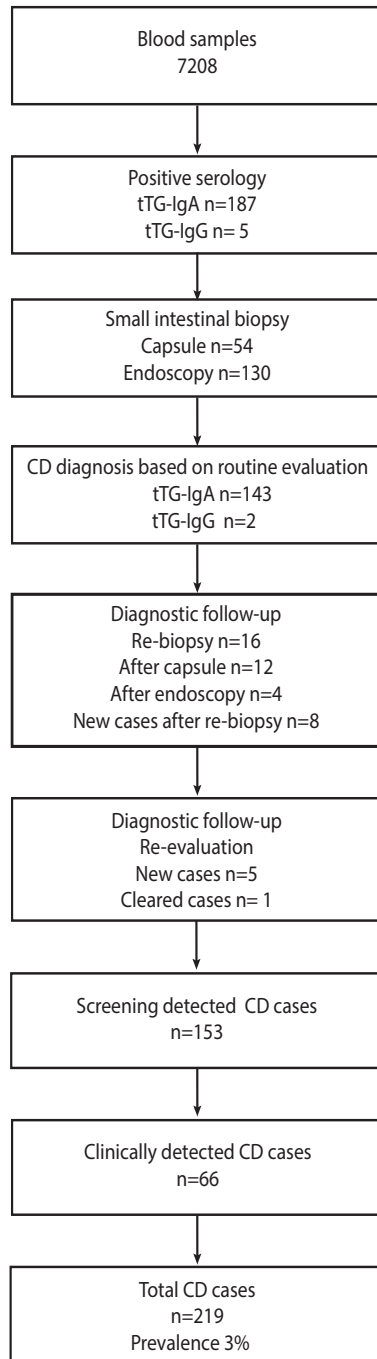 Blood samples
7208
Positive serology
tTG-IgA n=187
tTG-IgG n= 5
Small intestinal biopsy
Capsule n=54
Endoscopy n=130
CD diagnosis based on routine evaluation
tTG-IgA n=143
tTG-IgG n=2
Diagnostic follow-up
Re-biopsy n=16
After capsule n=12
After endoscopy n=4
New cases after re-biopsy n=8
Diagnostic follow-up
Re-evaluation
New cases n=5
Cleared cases n= 1
Screening detected CD cases
n=153
Clinically detected CD cases
n=66
Total CD cases
n=219
Prevalence 3%